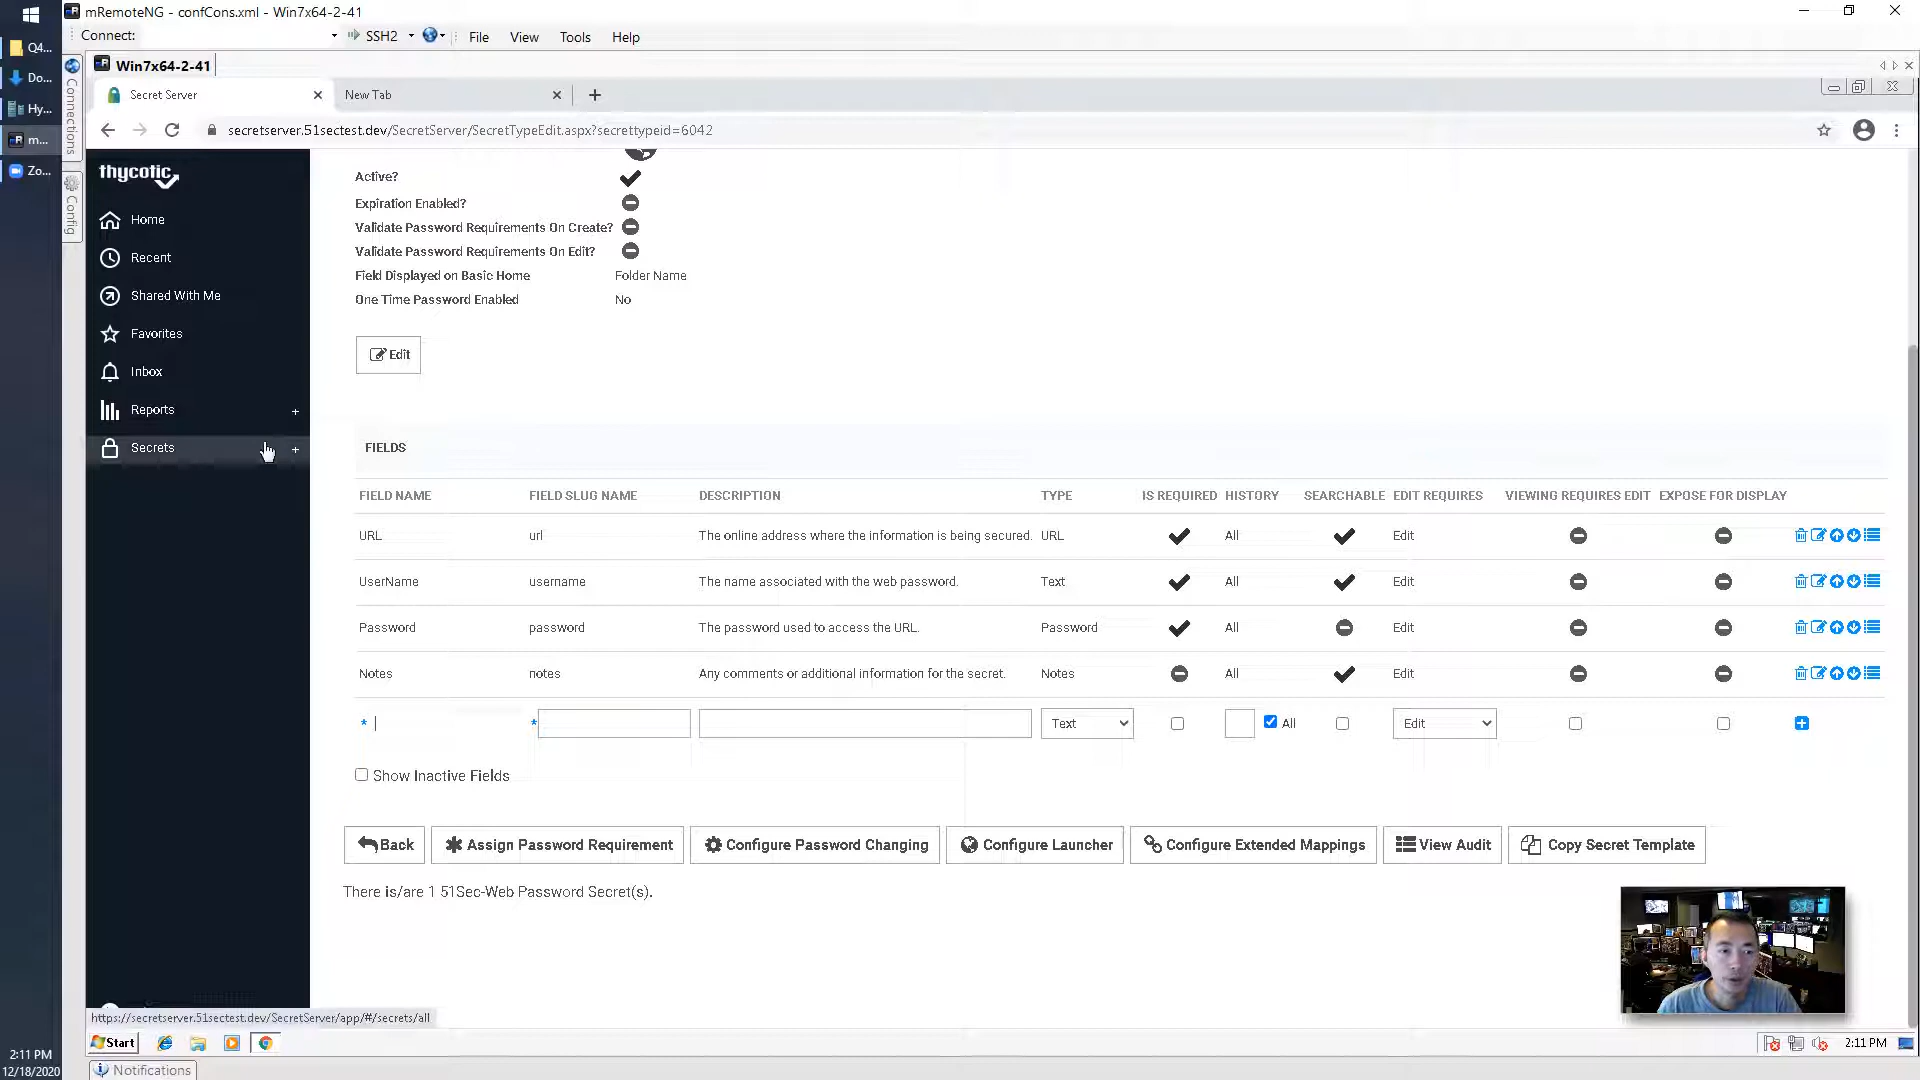 mRemoteNG - confCons.xml - Win7x64-2-41
Connect:
SSH2
File
View
Tools
Help
Q4...
Do...
Hy...
m...
Zo...
Connections
Config
Win7x64-2-41
Secret Server
New Tab
secretserver.51sectest.dev/SecretServer/SecretTypeEdit.aspx?secrettypeid=6042
thycotic
Home
Recent
Shared With Me
Favorites
Inbox
Reports +
Secrets +
Active?
Expiration Enabled?
Validate Password Requirements On Create?
Validate Password Requirements On Edit?
Field Displayed on Basic Home Folder Name
One Time Password Enabled No
Edit
FIELDS
FIELD NAME FIELD SLUG NAME DESCRIPTION TYPE IS REQUIRED HISTORY SEARCHABLE EDIT REQUIRES VIEWING REQUIRES EDIT EXPOSE FOR DISPLAY
URL url The online address where the information is being secured. URL All Edit
UserName username The name associated with the web password. Text All Edit
Password password The password used to access the URL. Password All Edit
Notes notes Any comments or additional information for the secret. Notes All Edit
* * Text All Edit
Show Inactive Fields
Back Assign Password Requirement Configure Password Changing Configure Launcher Configure Extended Mappings View Audit Copy Secret Template
There is/are 1 51Sec-Web Password Secret(s).
https://secretserver.51sectest.dev/SecretServer/app/#/secrets/all
Start
2:11 PM
2:11 PM
12/18/2020
Notifications